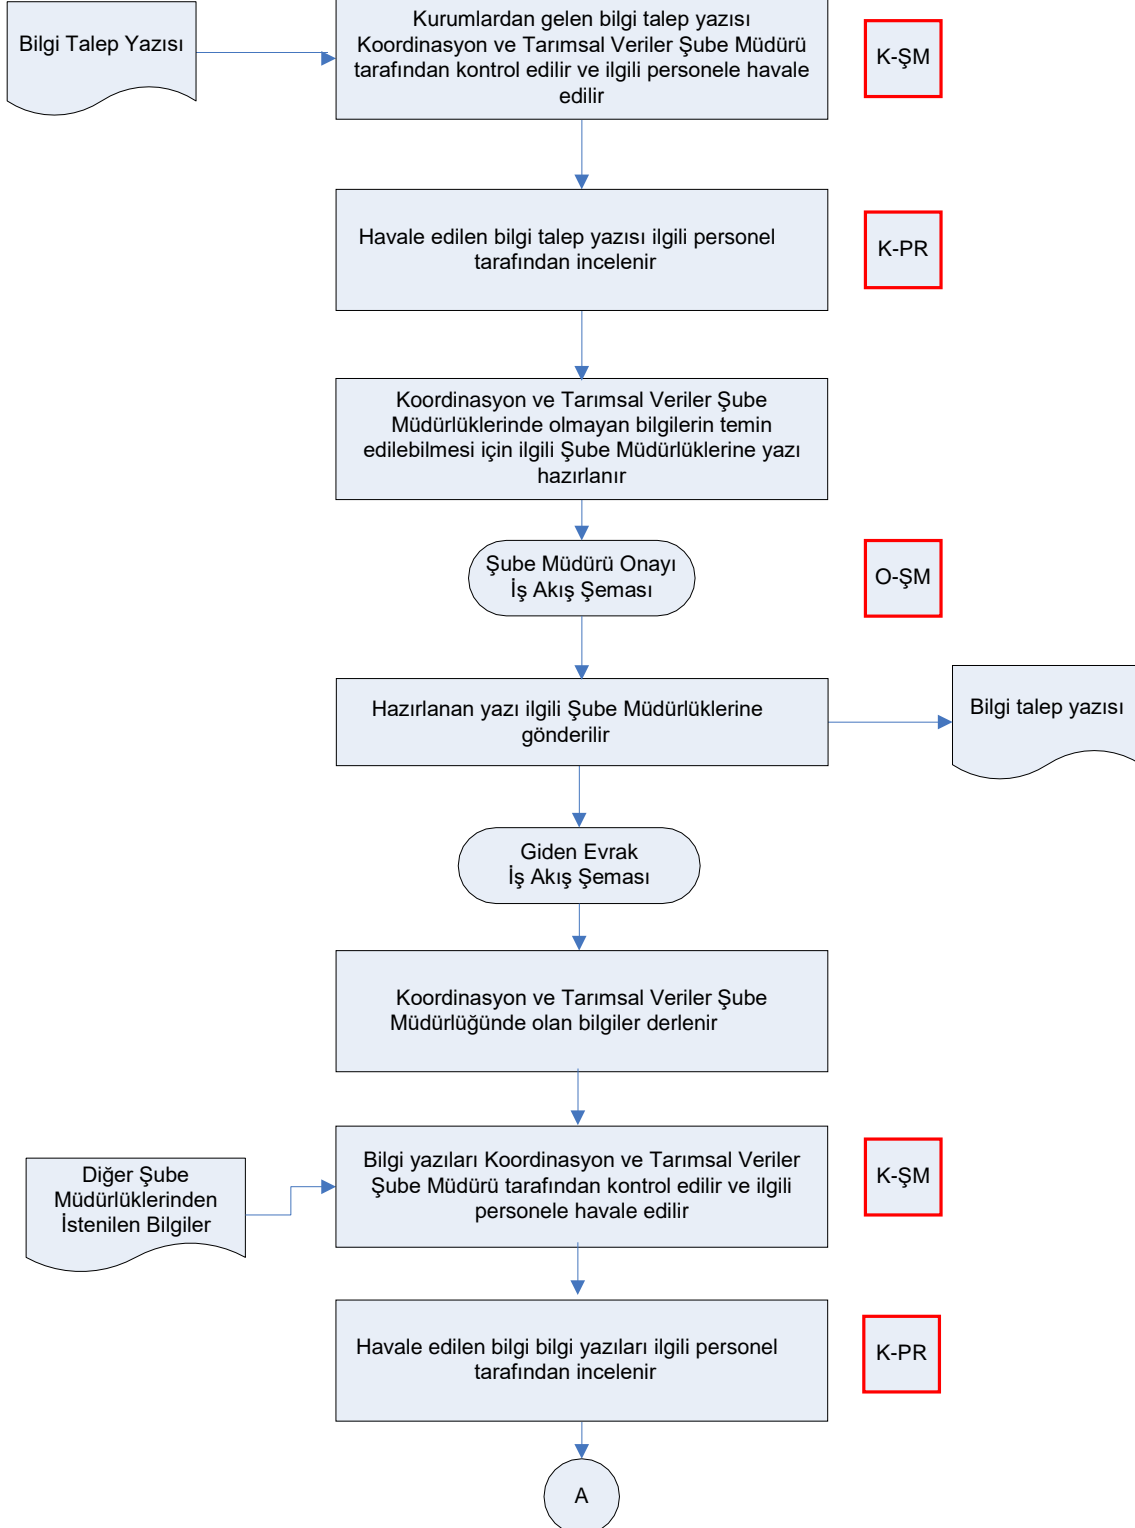 Bilgi Talep Yazısı
Kurumlardan gelen bilgi talep yazısı
Koordinasyon ve Tarımsal Veriler Şube Müdürü
tarafından kontrol edilir ve ilgili personele havale
edilir
K-ŞM
Havale edilen bilgi talep yazısı ilgili personel
tarafından incelenir
K-PR
Koordinasyon ve Tarımsal Veriler Şube
Müdürlüklerinde olmayan bilgilerin temin
edilebilmesi için ilgili Şube Müdürlüklerine yazı
hazırlanır
Şube Müdürü Onayı
İş Akış Şeması
O-ŞM
Hazırlanan yazı ilgili Şube Müdürlüklerine
gönderilir
Bilgi talep yazısı
Giden Evrak
İş Akış Şeması
Koordinasyon ve Tarımsal Veriler Şube
Müdürlüğünde olan bilgiler derlenir
Diğer Şube
Müdürlüklerinden
İstenilen Bilgiler
Bilgi yazıları Koordinasyon ve Tarımsal Veriler
Şube Müdürü tarafından kontrol edilir ve ilgili
personele havale edilir
K-ŞM
Havale edilen bilgi bilgi yazıları ilgili personel
tarafından incelenir
K-PR
A